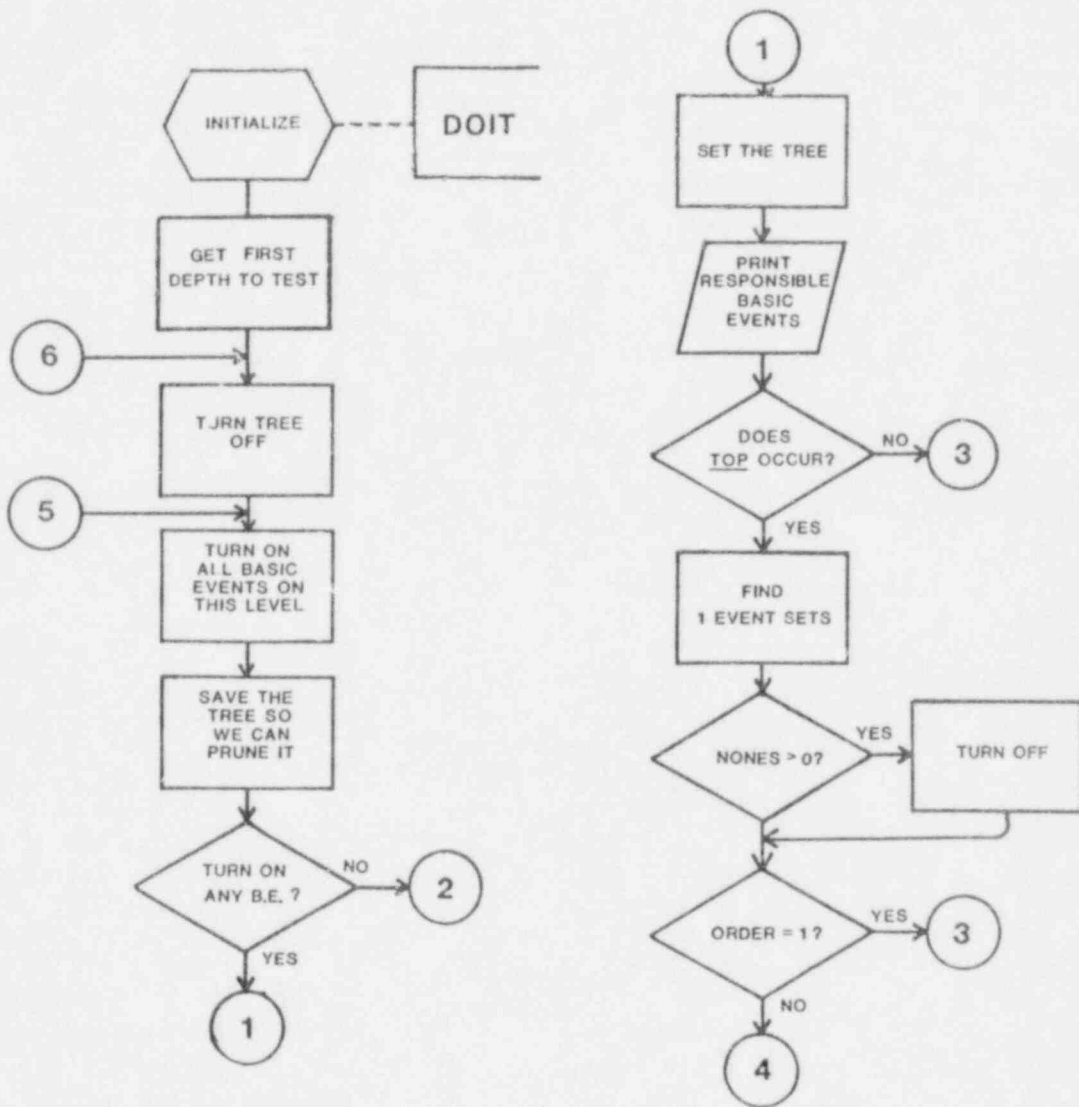 INITIALIZE
DOIT
GET FIRST
DEPTH TO TEST
6
TJRN TREE
OFF
5
TURN ON
ALL BASIC
EVENTS ON
THIS LEVEL
SAVE THE
TREE SO
WE CAN
PRUNE IT
TURN ON
ANY B.E. ?
NO
2
YES
1
1
SET THE TREE
PRINT
RESPONSIBLE
BASIC
EVENTS
DOES
TOP OCCUR?
NO
3
YES
FIND
1 EVENT SETS
NONES > 0?
YES
TURN OFF
ORDER = 1?
YES
3
NO
4